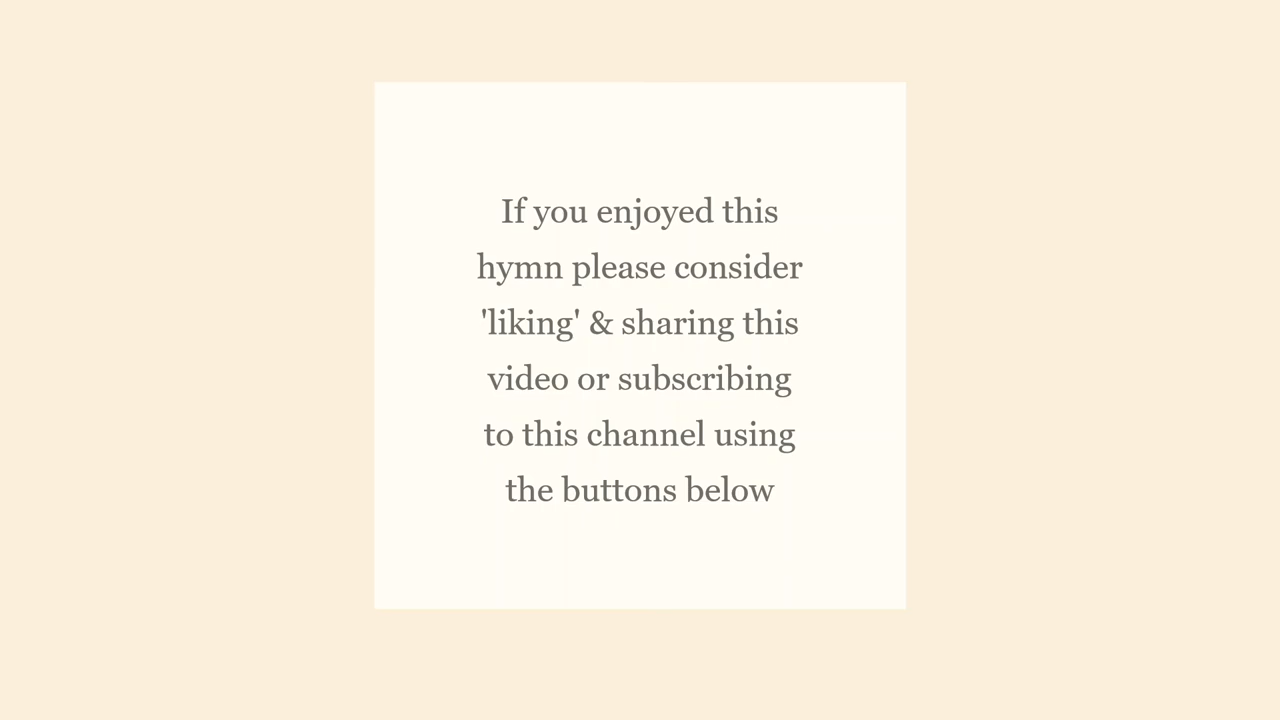 If you enjoyed this
hymn please consider
'liking' & sharing this
video or subscribing
to this channel using
the buttons below